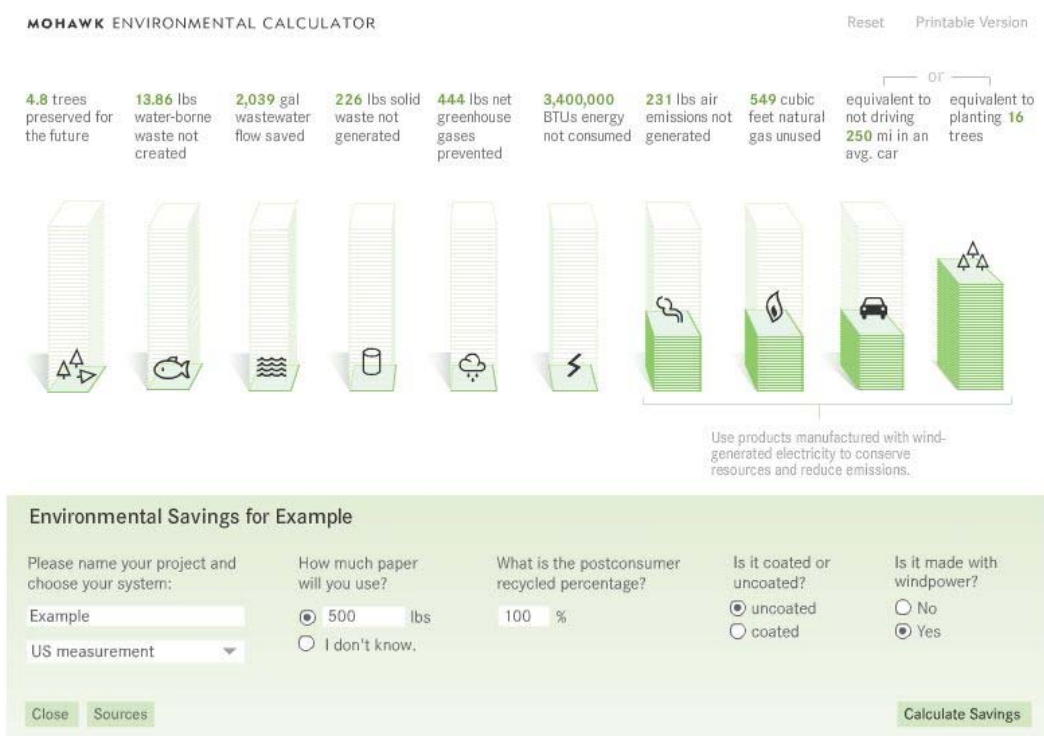 MOHAWK ENVIRONMENTAL CALCULATOR
Reset
Printable Version
4.8 trees
preserved for
the future
13.86 lbs
water-borne
waste not
created
2,039 gal
wastewater
flow saved
226 lbs solid
waste not
generated
444 lbs net
greenhouse
gases
prevented
3,400,000
BTUs energy
not consumed
231 lbs air
emissions not
generated
549 cubic
feet natural
gas unused
or
equivalent to
not driving
250 mi in an
avg. car
equivalent to
planting 16
trees
Use products manufactured with wind-
generated electricity to conserve
resources and reduce emissions.
Environmental Savings for Example
Please name your project and
choose your system:
Example
US measurement
How much paper
will you use?
500 lbs
I don't know.
What is the postconsumer
recycled percentage?
100 %
Is it coated or
uncoated?
uncoated
coated
Is it made with
windpower?
No
Yes
Close
Sources
Calculate Savings